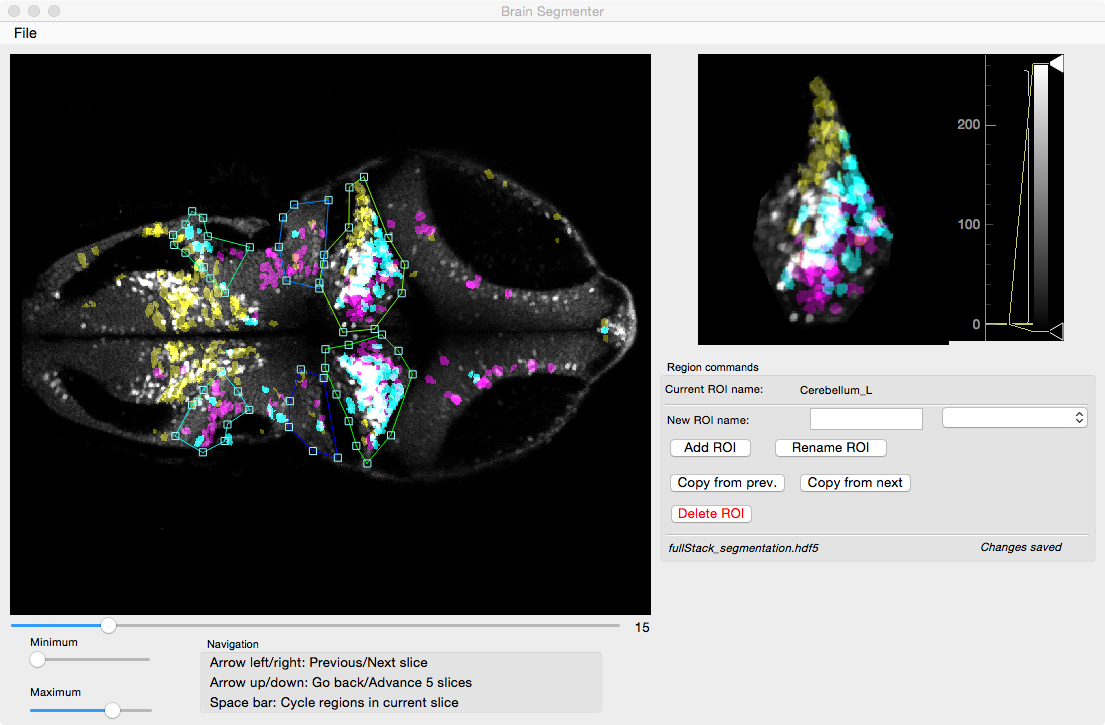 Brain Segmenter
File
200
100
0
Region commands
Current ROI name: Cerebellum_L
New ROI name:
Add ROI Rename ROI
Copy from prev. Copy from next
Delete ROI
fullStack_segmentation.hdf5 Changes saved
15
Minimum
Maximum
Navigation
Arrow left/right: Previous/Next slice
Arrow up/down: Go back/Advance 5 slices
Space bar: Cycle regions in current slice